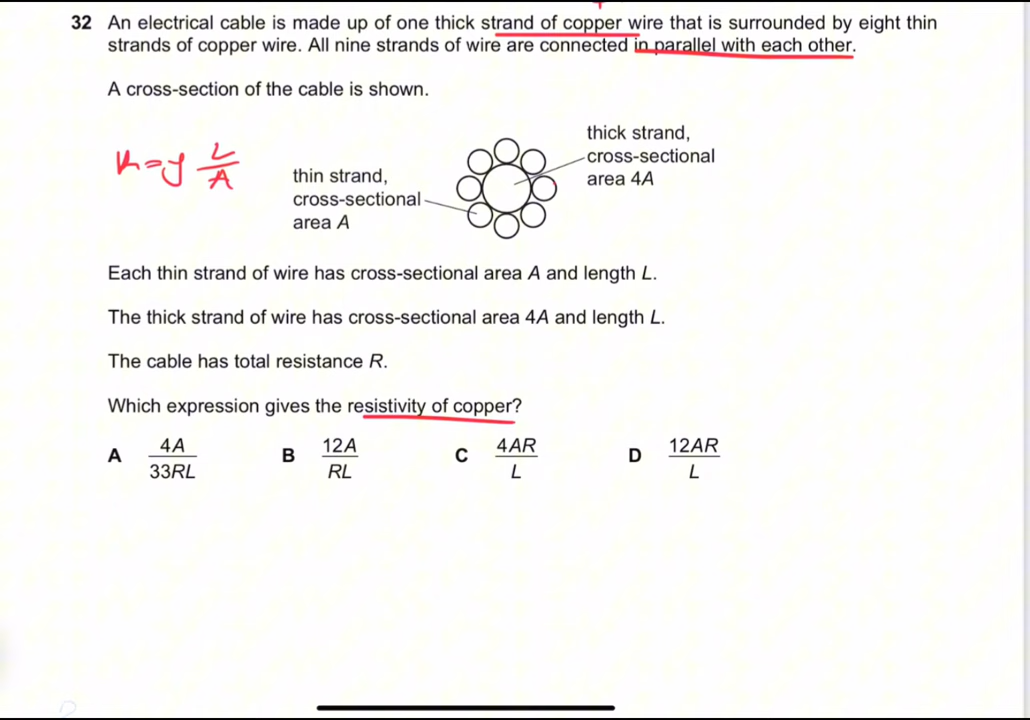 32 An electrical cable is made up of one thick strand of copper wire that is surrounded by eight thin
strands of copper wire. All nine strands of wire are connected in parallel with each other.
A cross-section of the cable is shown.
thick strand,
cross-sectional
area 4A
thin strand,
cross-sectional
area A
Each thin strand of wire has cross-sectional area A and length L.
The thick strand of wire has cross-sectional area 4A and length L.
The cable has total resistance R.
Which expression gives the resistivity of copper?
A 4A/33RL B 12A/RL C 4AR/L D 12AR/L